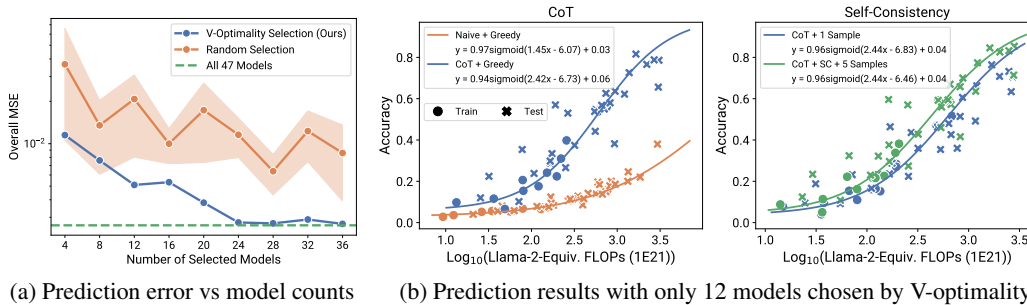 V-Optimality Selection (Ours)
Random Selection
All 47 Models
Overall MSE
10⁻²
4 8 12 16 20 24 28 32 36
Number of Selected Models
(a) Prediction error vs model counts
CoT
Naive + Greedy
y = 0.97sigmoid(1.45x - 6.07) + 0.03
CoT + Greedy
y = 0.94sigmoid(2.42x - 6.73) + 0.06
Train Test
Accuracy
0.8
0.6
0.4
0.2
0.0
1.0 1.5 2.0 2.5 3.0 3.5
Log₁₀(Llama-2-Equiv. FLOPs (1E21))
Self-Consistency
CoT + 1 Sample
y = 0.96sigmoid(2.44x - 6.83) + 0.04
CoT + SC + 5 Samples
y = 0.96sigmoid(2.44x - 6.46) + 0.04
Accuracy
0.8
0.6
0.4
0.2
0.0
1.0 1.5 2.0 2.5 3.0 3.5
Log₁₀(Llama-2-Equiv. FLOPs (1E21))
(b) Prediction results with only 12 models chosen by V-optimality